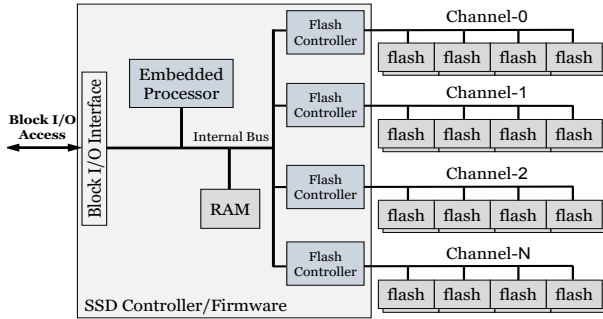 Channel-0
Flash
Controller
flash flash flash flash
Embedded
Processor
Channel-1
Flash
Controller
flash flash flash flash
Block I/O
Access
Block I/O Interface
Internal Bus
Channel-2
Flash
Controller
flash flash flash flash
RAM
Channel-N
Flash
Controller
flash flash flash flash
SSD Controller/Firmware